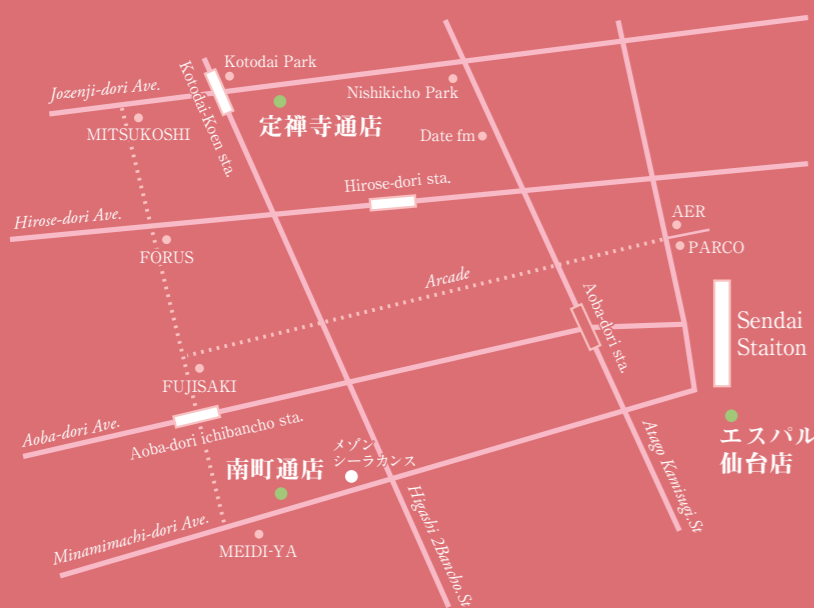 Kotodai Park
Jozenji-dori Ave.
Kotodai-Koen sta.
Nishikicho Park
MITSUKOSHI
定禅寺通店
Date fm
Hirose-dori sta.
Hirose-dori Ave.
AER
FORUS
PARCO
Arcade
Aoba-dori sta.
Sendai
Staiton
FUJISAKI
Aoba-dori Ave.
Aoba-dori ichibancho sta.
エスパル
仙台店
メゾン
シーラカンス
南町通店
Atago Kamisugi.St
Higashi 2Bancho.St
Minamimachi-dori Ave.
MEIDI-YA